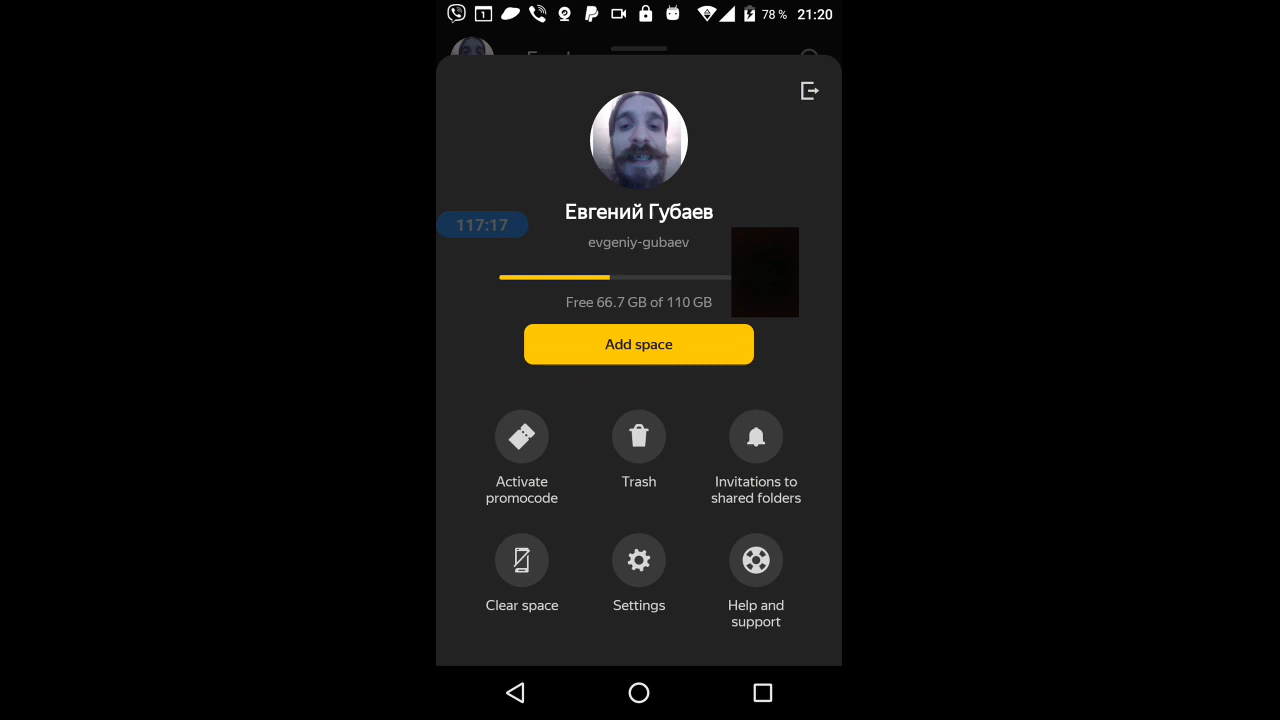 1
78 %
21:20
Евгений Губаев
117:17
evgeniy-gubaev
Free 66.7 GB of 110 GB
Add space
Activate
promocode
Trash
Invitations to
shared folders
Clear space
Settings
Help and
support